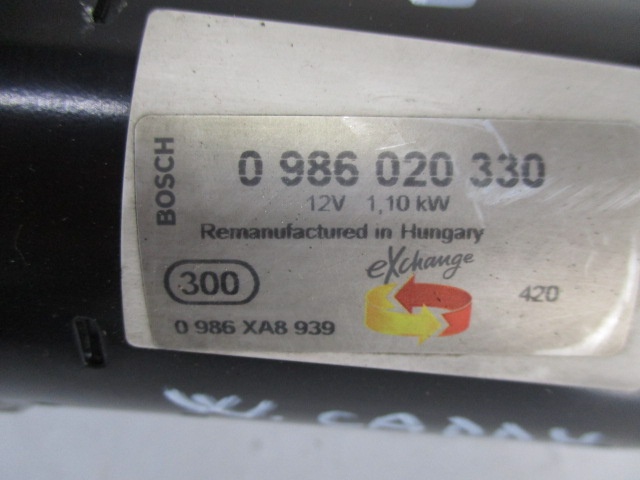 BOSCH
0 986 020 330
12V 1,10 kW
Remanufactured in Hungary
eXchange
300
420
0 986 XA8 939
W. CADDY